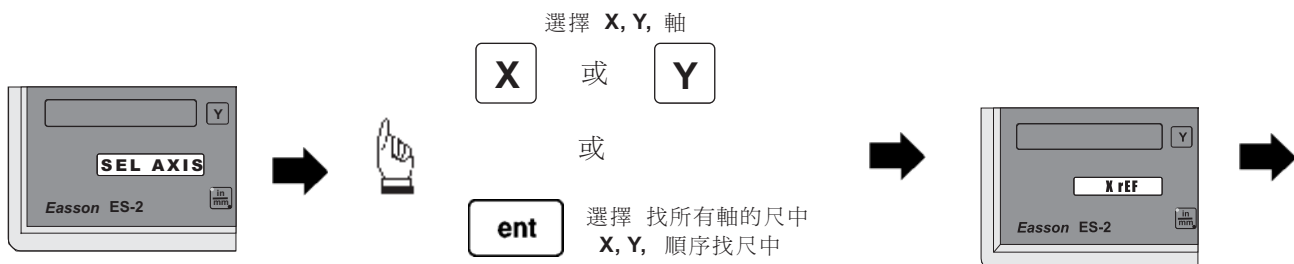 選擇 X, Y, 軸
X 或 Y
Y
SEL AXIS
in
mm
Easson ES-2
或
ent
選擇 找所有軸的尺中
X, Y, 順序找尺中
Y
X rEF
in
mm
Easson ES-2